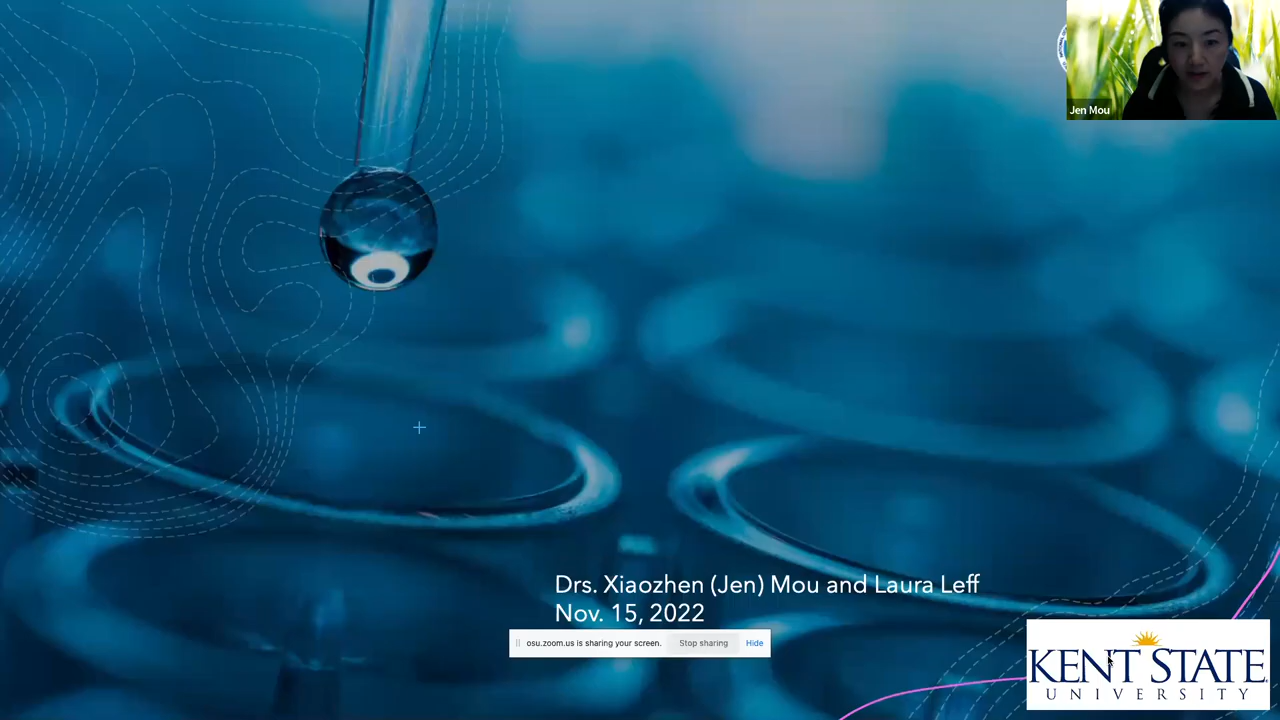 Jen Mou
Drs. Xiaozhen (Jen) Mou and Laura Leff
Nov. 15, 2022
osu.zoom.us is sharing your screen. Stop sharing Hide
KENT STATE
UNIVERSITY